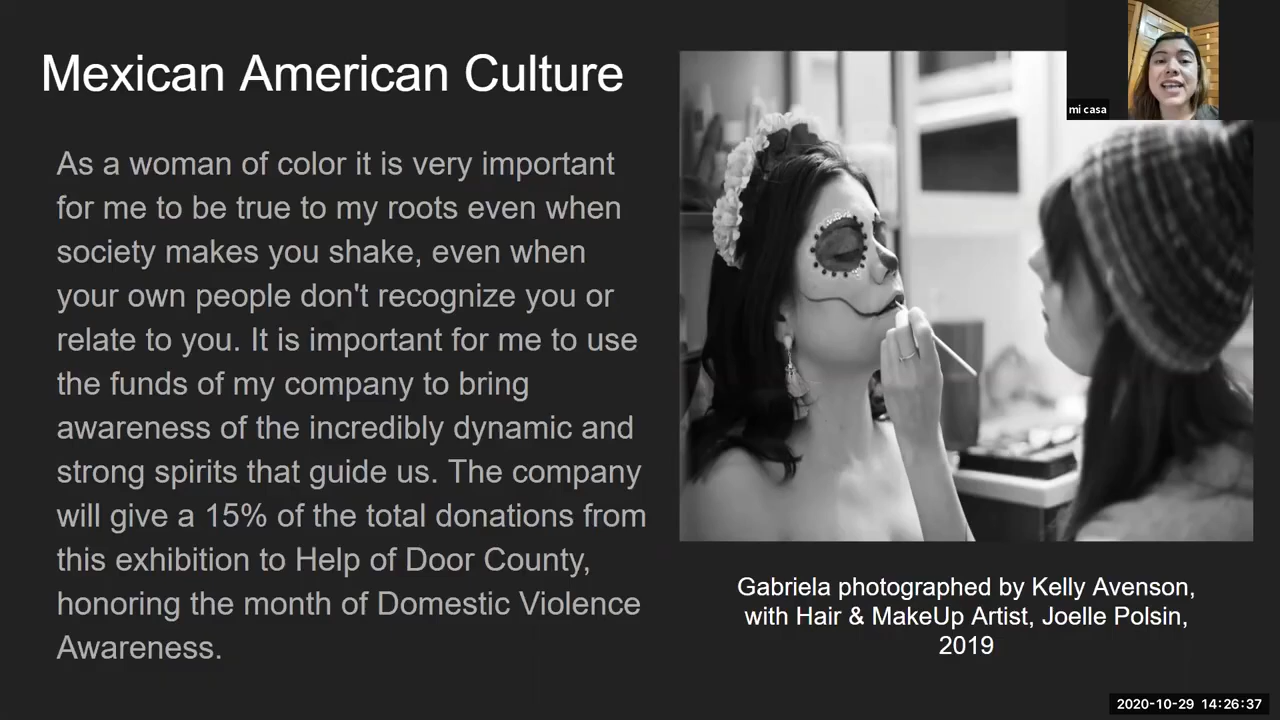 Mexican American Culture
As a woman of color it is very important
for me to be true to my roots even when
society makes you shake, even when
your own people don't recognize you or
relate to you. It is important for me to use
the funds of my company to bring
awareness of the incredibly dynamic and
strong spirits that guide us. The company
will give a 15% of the total donations from
this exhibition to Help of Door County,
honoring the month of Domestic Violence
Awareness.
mi casa
Gabriela photographed by Kelly Avenson,
with Hair & MakeUp Artist, Joelle Polsin,
2019
2020-10-29 14:26:37